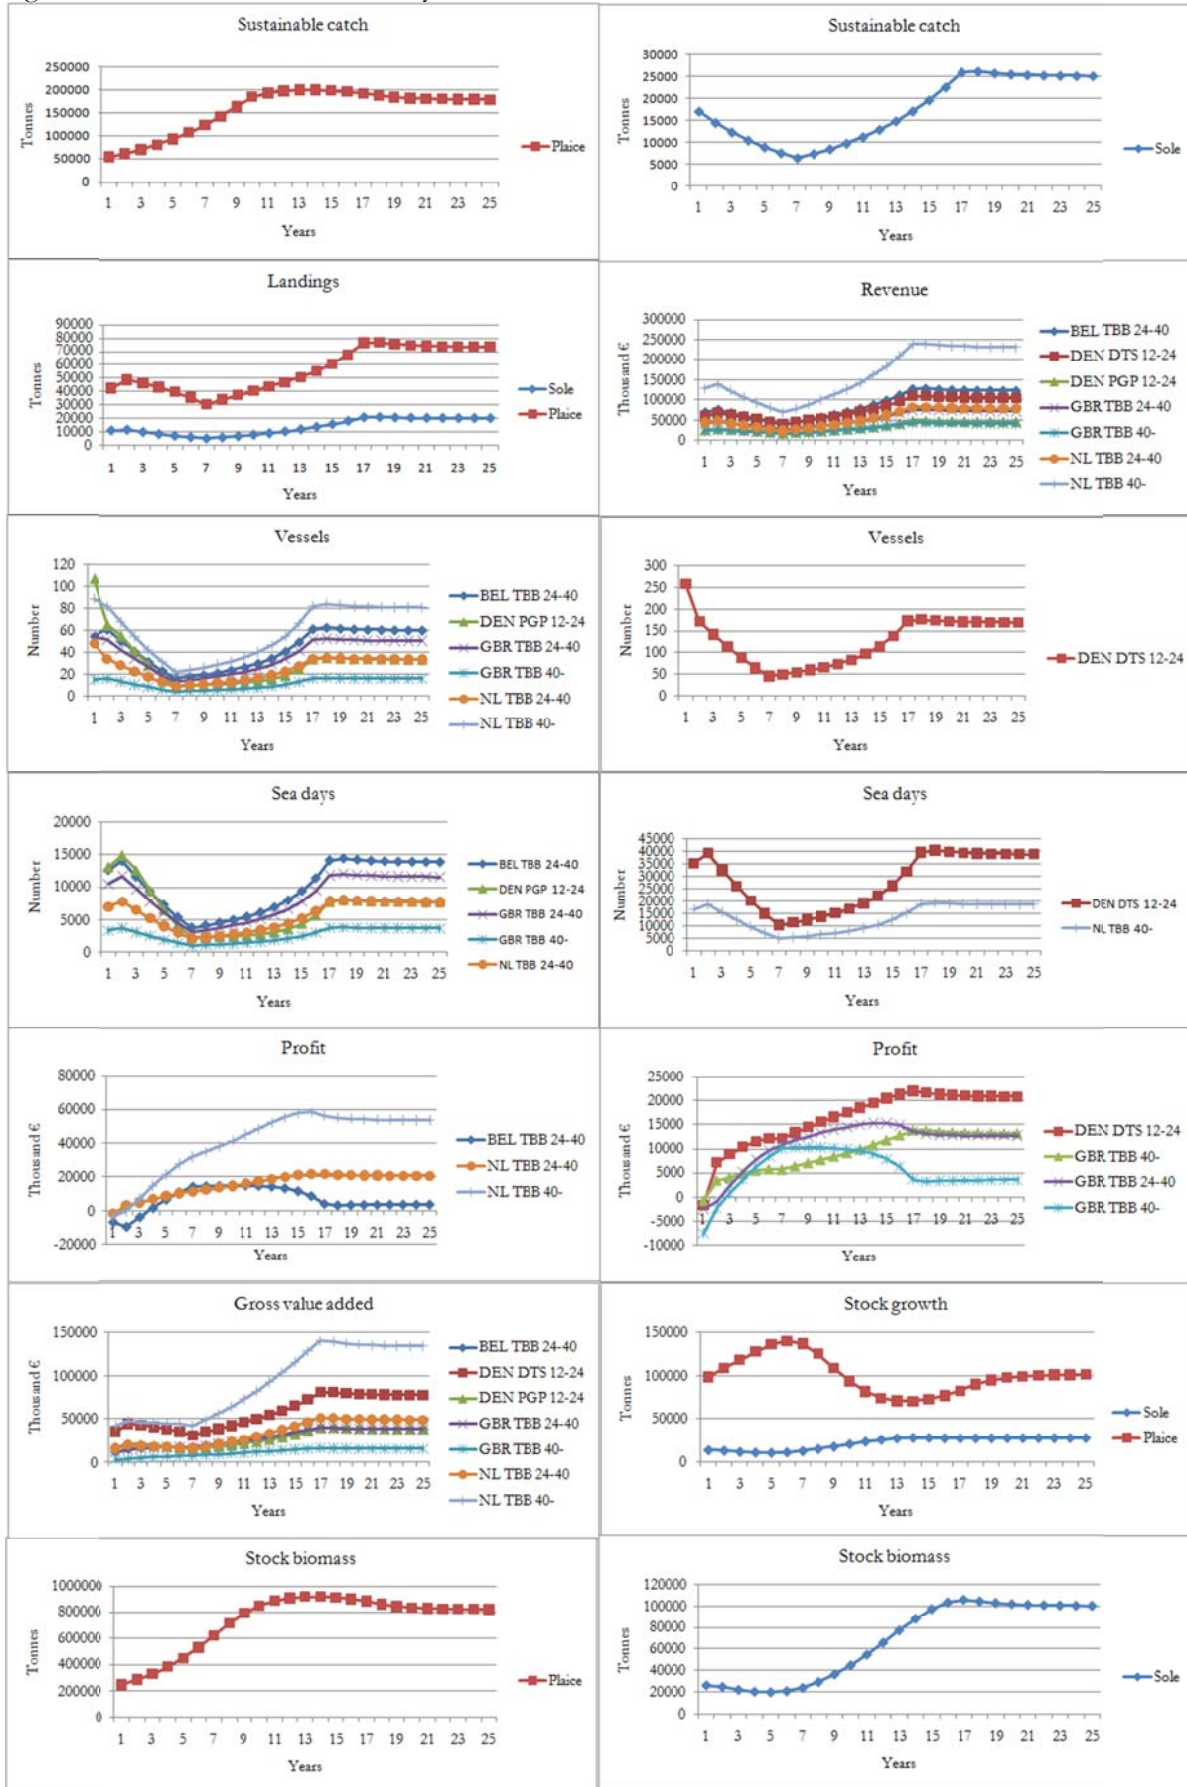 Sustainable catch
250000
200000
150000
100000
50000
0
Tonnes
1 3 5 7 9 11 13 15 17 19 21 23 25
Years
Plaice
Sustainable catch
30000
25000
20000
15000
10000
5000
0
Tonnes
1 3 5 7 9 11 13 15 17 19 21 23 25
Years
Sole
Landings
90000
80000
70000
60000
50000
40000
30000
20000
10000
0
Tonnes
1 3 5 7 9 11 13 15 17 19 21 23 25
Years
Sole
Plaice
Revenue
300000
250000
200000
150000
100000
50000
0
Thousand €
1 3 5 7 9 11 13 15 17 19 21 23 25
Years
BEL TBB 24-40
DEN DTS 12-24
DEN PGP 12-24
GBR TBB 24-40
GBR TBB 40-
NL TBB 24-40
NL TBB 40-
Vessels
120
100
80
60
40
20
0
Number
1 3 5 7 9 11 13 15 17 19 21 23 25
Years
BEL TBB 24-40
DEN PGP 12-24
GBR TBB 24-40
GBR TBB 40-
NL TBB 24-40
NL TBB 40-
Vessels
300
250
200
150
100
50
0
Number
1 3 5 7 9 11 13 15 17 19 21 23 25
Years
DEN DTS 12-24
Sea days
20000
15000
10000
5000
0
Number
1 3 5 7 9 11 13 15 17 19 21 23 25
Years
BEL TBB 24-40
DEN PGP 12-24
GBR TBB 24-40
GBR TBB 40-
NL TBB 24-40
Sea days
45000
40000
35000
30000
25000
20000
15000
10000
5000
0
Number
1 3 5 7 9 11 13 15 17 19 21 23 25
Years
DEN DTS 12-24
NL TBB 40-
Profit
80000
60000
40000
20000
0
-20000
Thousand €
1 3 5 7 9 11 13 15 17 19 21 23 25
Years
BEL TBB 24-40
NL TBB 24-40
NL TBB 40-
Profit
25000
20000
15000
10000
5000
0
-5000
-10000
Thousand €
1 3 5 7 9 11 13 15 17 19 21 23 25
Years
DEN DTS 12-24
GBR TBB 40-
GBR TBB 24-40
GBR TBB 40-
Gross value added
150000
100000
50000
0
Thousand €
1 3 5 7 9 11 13 15 17 19 21 23 25
Years
BEL TBB 24-40
DEN DTS 12-24
DEN PGP 12-24
GBR TBB 24-40
GBR TBB 40-
NL TBB 24-40
NL TBB 40-
Stock growth
150000
100000
50000
0
Tonnes
1 3 5 7 9 11 13 15 17 19 21 23 25
Years
Sole
Plaice
Stock biomass
1000000
800000
600000
400000
200000
0
Tonnes
1 3 5 7 9 11 13 15 17 19 21 23 25
Years
Plaice
Stock biomass
120000
100000
80000
60000
40000
20000
0
Tonnes
1 3 5 7 9 11 13 15 17 19 21 23 25
Years
Sole